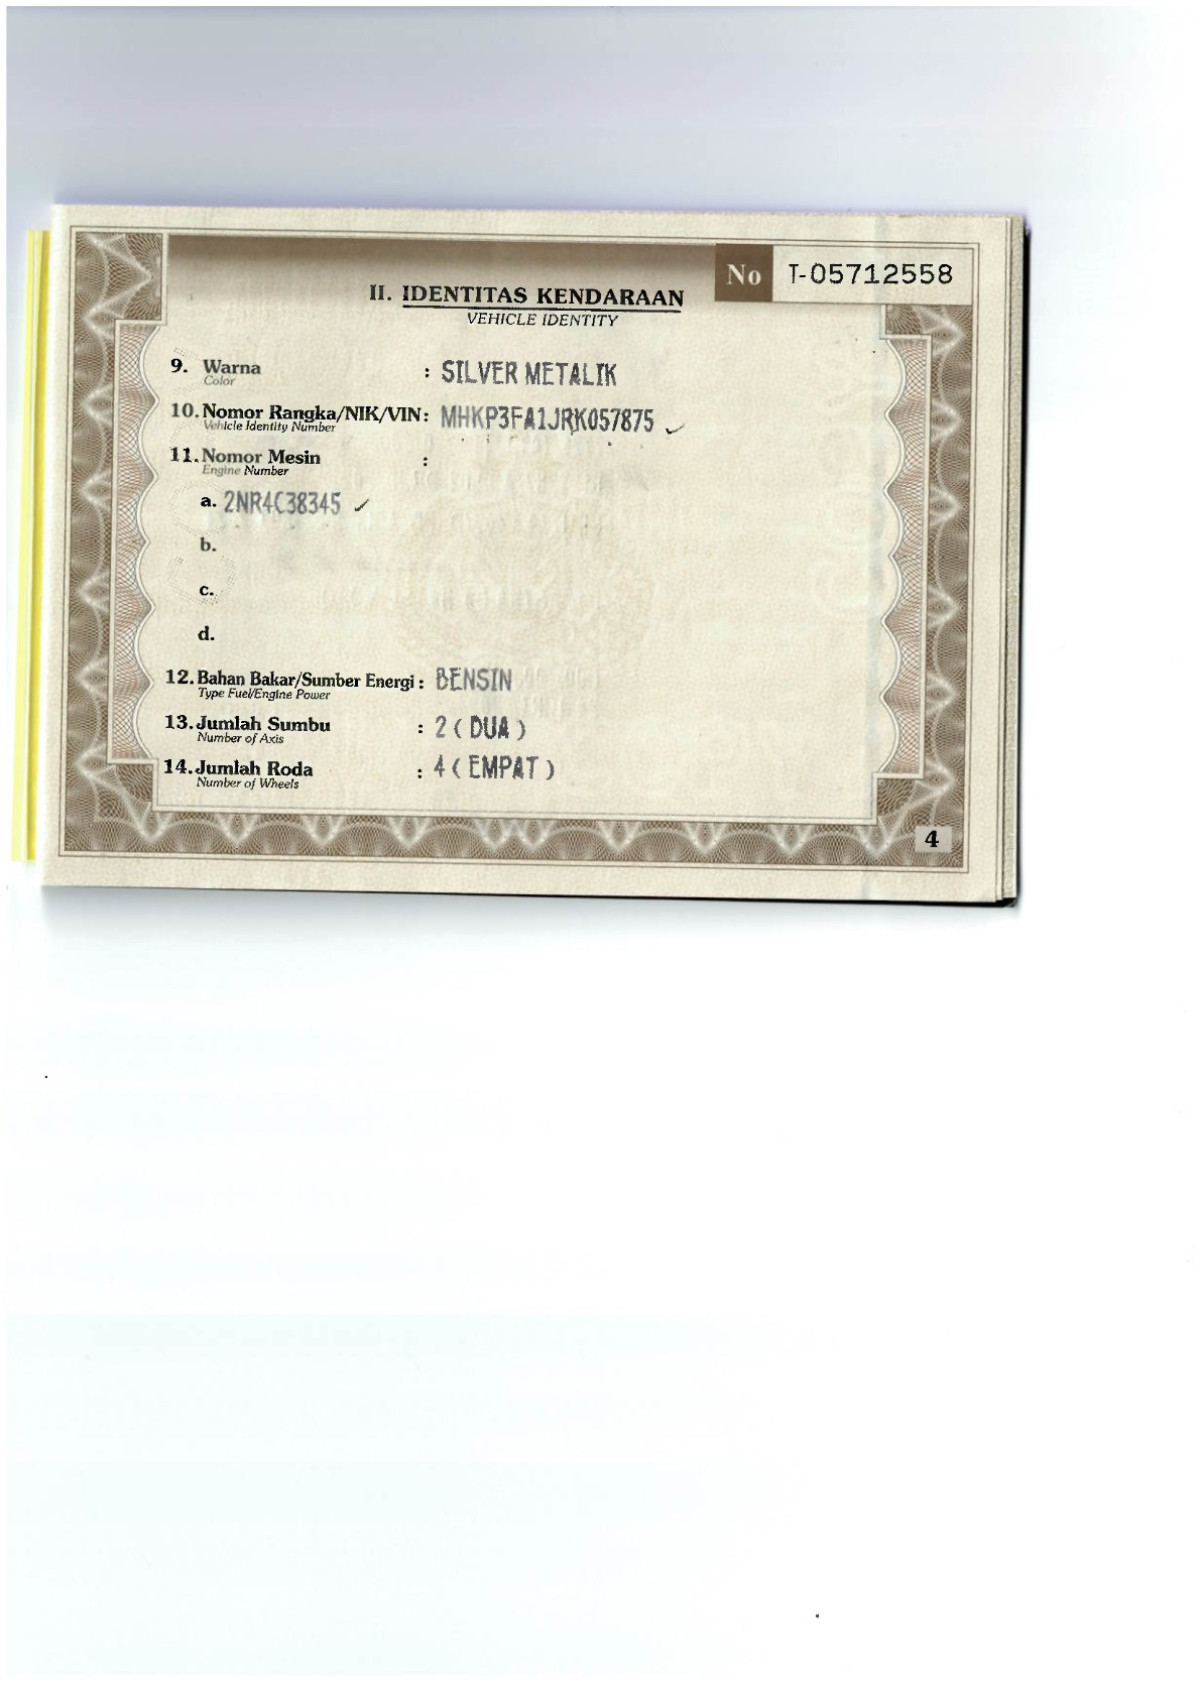 No T-05712558
II. IDENTITAS KENDARAAN
VEHICLE IDENTITY
9. Warna : SILVER METALIK
Color
10. Nomor Rangka/NIK/VIN: MHKP3FA1JRK057875
Vehicle Identity Number
11. Nomor Mesin :
Engine Number
a. 2NR4C38345
b.
c.
d.
12. Bahan Bakar/Sumber Energi : BENSIN
Type Fuel/Engine Power
13. Jumlah Sumbu : 2 ( DUA )
Number of Axis
14. Jumlah Roda : 4 ( EMPAT )
Number of Wheels
4